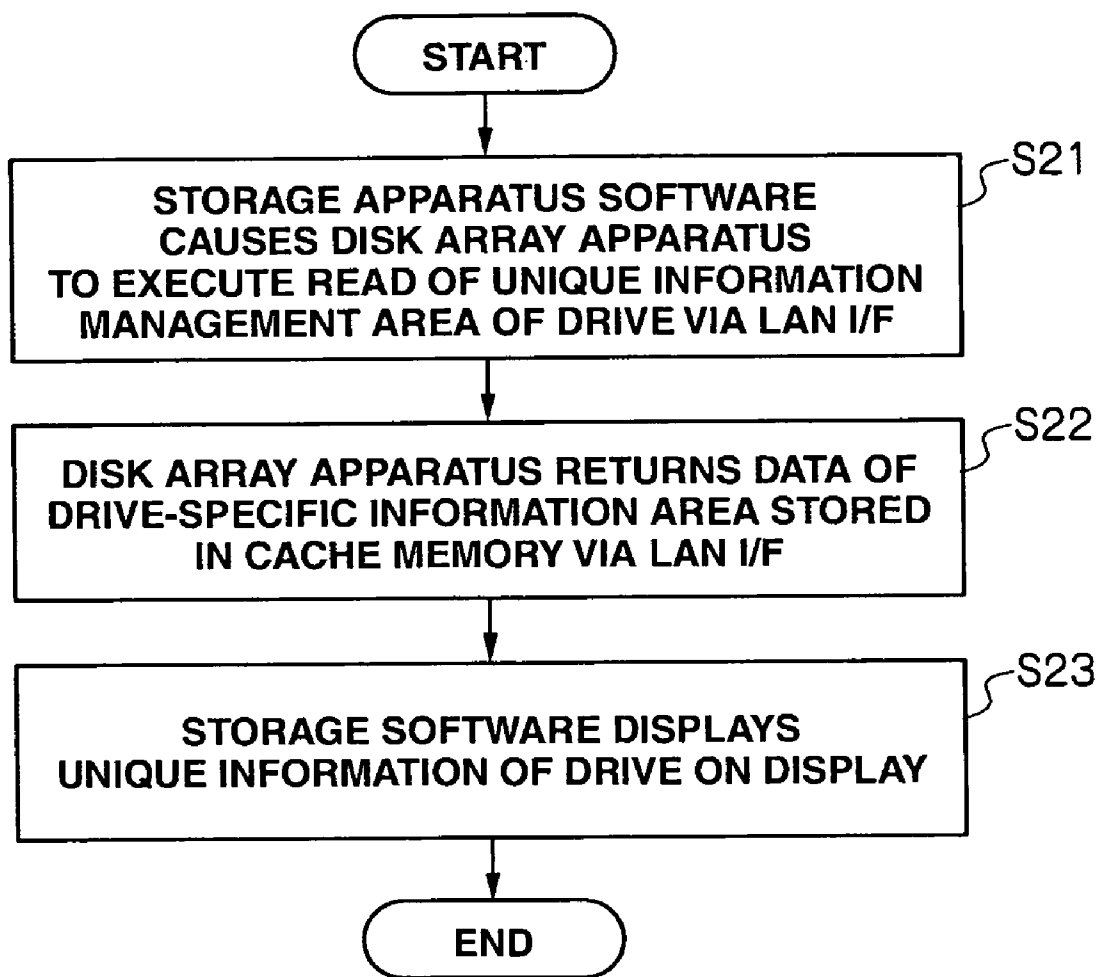 START
S21
STORAGE APPARATUS SOFTWARE
CAUSES DISK ARRAY APPARATUS
TO EXECUTE READ OF UNIQUE INFORMATION
MANAGEMENT AREA OF DRIVE VIA LAN I/F
S22
DISK ARRAY APPARATUS RETURNS DATA OF
DRIVE-SPECIFIC INFORMATION AREA STORED
IN CACHE MEMORY VIA LAN I/F
S23
STORAGE SOFTWARE DISPLAYS
UNIQUE INFORMATION OF DRIVE ON DISPLAY
END